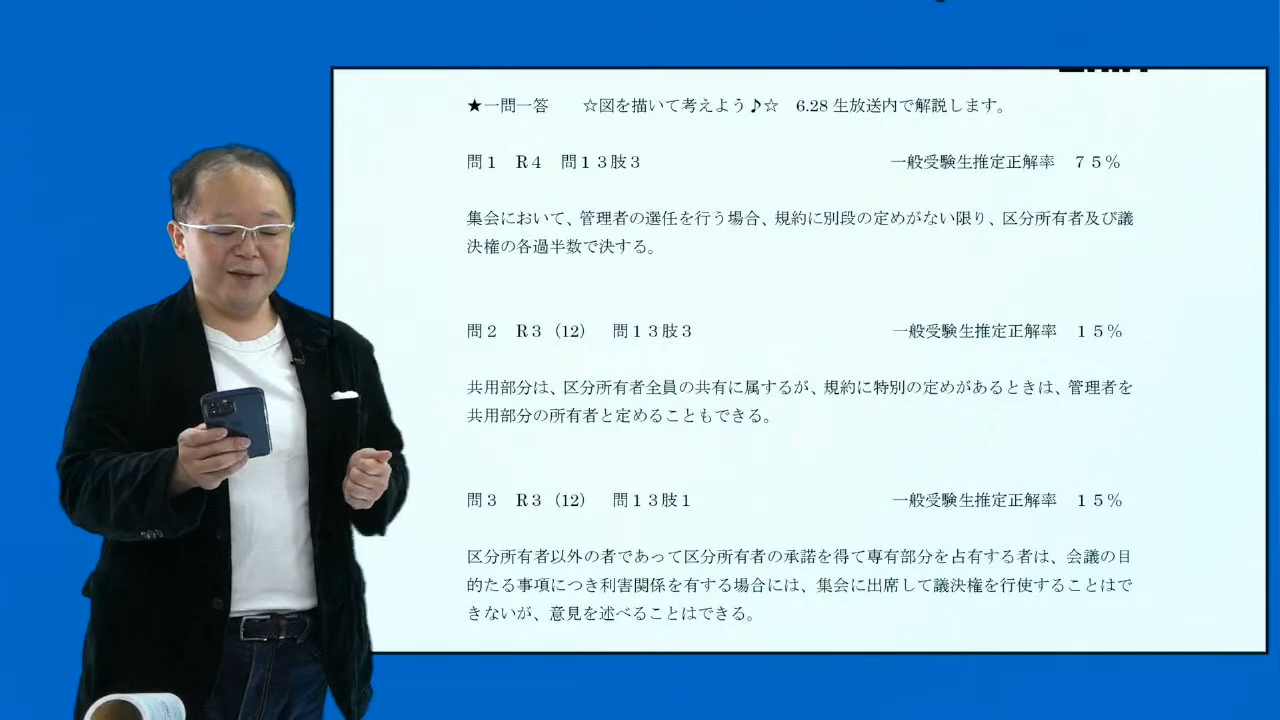 ★一問一答　　☆図を描いて考えよう♪☆　6.28 生放送内で解説します。
問１　R４　問１３肢３　一般受験生推定正解率　７５％
集会において、管理者の選任を行う場合、規約に別段の定めがない限り、区分所有者及び議
決権の各過半数で決する。
問２　R３（12）　問１３肢３　一般受験生推定正解率　１５％
共用部分は、区分所有者全員の共有に属するが、規約に特別の定めがあるときは、管理者を
共用部分の所有者と定めることもできる。
問３　R３（12）　問１３肢１　一般受験生推定正解率　１５％
区分所有者以外の者であって区分所有者の承諾を得て専有部分を占有する者は、会議の目
的たる事項につき利害関係を有する場合には、集会に出席して議決権を行使することはで
きないが、意見を述べることはできる。